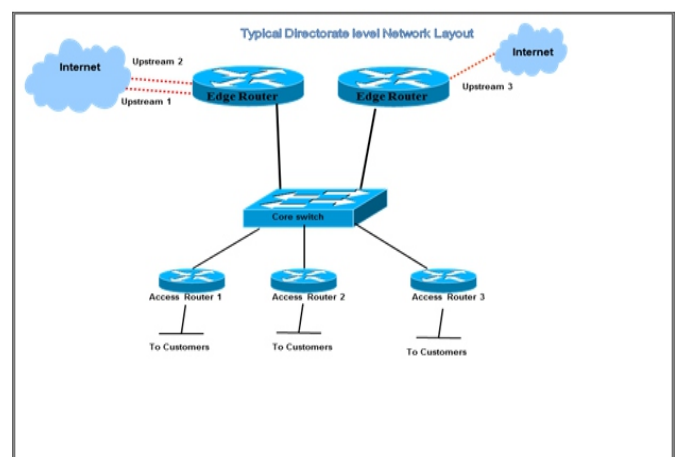 Typical Directorate level Network Layout
Internet
Upstream 2
Upstream 1
Edge Router
Edge Router
Internet
Upstream 3
Core switch
Access Router 1
Access Router 2
Access Router 3
To Customers
To Customers
To Customers